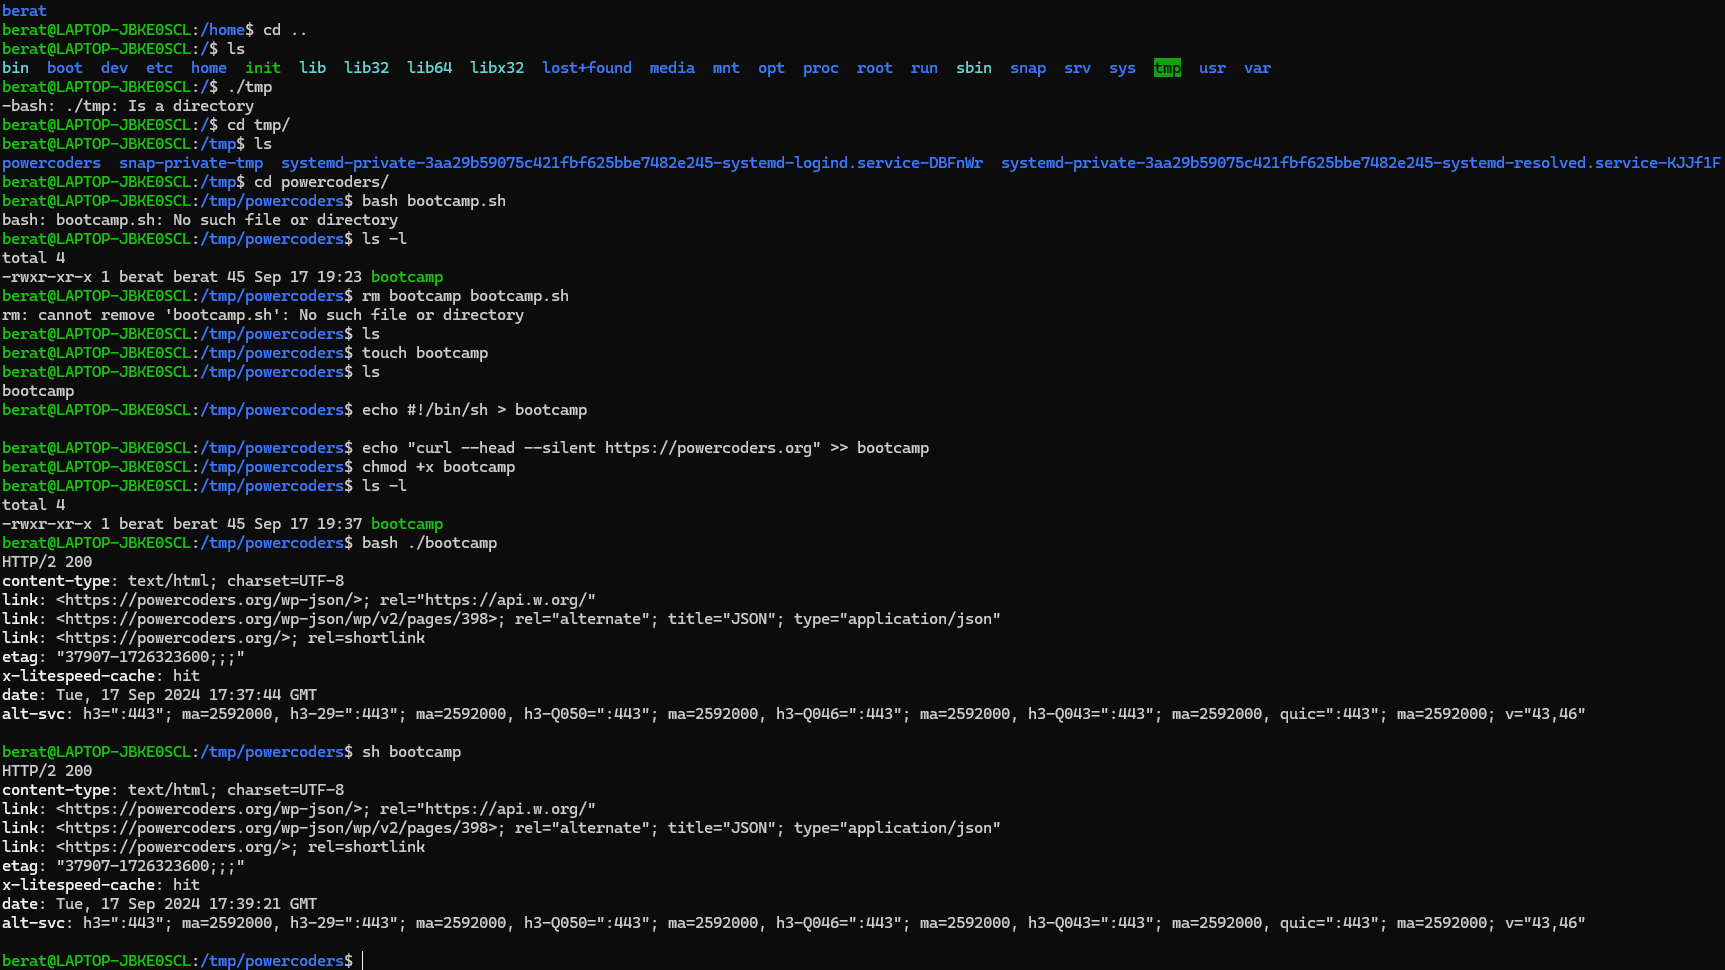 berat
berat@LAPTOP-JBKE0SCL:/home$ cd ..
berat@LAPTOP-JBKE0SCL:/$ ls
bin  boot  dev  etc  home  init  lib  lib32  lib64  libx32  lost+found  media  mnt  opt  proc  root  run  sbin  snap  srv  sys  tmp  usr  var
berat@LAPTOP-JBKE0SCL:/$ ./tmp
-bash: ./tmp: Is a directory
berat@LAPTOP-JBKE0SCL:/$ cd tmp/
berat@LAPTOP-JBKE0SCL:/tmp$ ls
powercoders  snap-private-tmp  systemd-private-3aa29b59075c421fbf625bbe7482e245-systemd-logind.service-DBFnWr  systemd-private-3aa29b59075c421fbf625bbe7482e245-systemd-resolved.service-KJJf1F
berat@LAPTOP-JBKE0SCL:/tmp$ cd powercoders/
berat@LAPTOP-JBKE0SCL:/tmp/powercoders$ bash bootcamp.sh
bash: bootcamp.sh: No such file or directory
berat@LAPTOP-JBKE0SCL:/tmp/powercoders$ ls -l
total 4
-rwxr-xr-x 1 berat berat 45 Sep 17 19:23 bootcamp
berat@LAPTOP-JBKE0SCL:/tmp/powercoders$ rm bootcamp bootcamp.sh
rm: cannot remove 'bootcamp.sh': No such file or directory
berat@LAPTOP-JBKE0SCL:/tmp/powercoders$ ls
berat@LAPTOP-JBKE0SCL:/tmp/powercoders$ touch bootcamp
berat@LAPTOP-JBKE0SCL:/tmp/powercoders$ ls
bootcamp
berat@LAPTOP-JBKE0SCL:/tmp/powercoders$ echo #!/bin/sh > bootcamp

berat@LAPTOP-JBKE0SCL:/tmp/powercoders$ echo "curl --head --silent https://powercoders.org" >> bootcamp
berat@LAPTOP-JBKE0SCL:/tmp/powercoders$ chmod +x bootcamp
berat@LAPTOP-JBKE0SCL:/tmp/powercoders$ ls -l
total 4
-rwxr-xr-x 1 berat berat 45 Sep 17 19:37 bootcamp
berat@LAPTOP-JBKE0SCL:/tmp/powercoders$ bash ./bootcamp
HTTP/2 200
content-type: text/html; charset=UTF-8
link: <https://powercoders.org/wp-json/>; rel="https://api.w.org/"
link: <https://powercoders.org/wp-json/wp/v2/pages/398>; rel="alternate"; title="JSON"; type="application/json"
link: <https://powercoders.org/>; rel=shortlink
etag: "37907-1726323600;;;"
x-litespeed-cache: hit
date: Tue, 17 Sep 2024 17:37:44 GMT
alt-svc: h3=":443"; ma=2592000, h3-29=":443"; ma=2592000, h3-Q050=":443"; ma=2592000, h3-Q046=":443"; ma=2592000, h3-Q043=":443"; ma=2592000, quic=":443"; ma=2592000; v="43,46"

berat@LAPTOP-JBKE0SCL:/tmp/powercoders$ sh bootcamp
HTTP/2 200
content-type: text/html; charset=UTF-8
link: <https://powercoders.org/wp-json/>; rel="https://api.w.org/"
link: <https://powercoders.org/wp-json/wp/v2/pages/398>; rel="alternate"; title="JSON"; type="application/json"
link: <https://powercoders.org/>; rel=shortlink
etag: "37907-1726323600;;;"
x-litespeed-cache: hit
date: Tue, 17 Sep 2024 17:39:21 GMT
alt-svc: h3=":443"; ma=2592000, h3-29=":443"; ma=2592000, h3-Q050=":443"; ma=2592000, h3-Q046=":443"; ma=2592000, h3-Q043=":443"; ma=2592000, quic=":443"; ma=2592000; v="43,46"

berat@LAPTOP-JBKE0SCL:/tmp/powercoders$